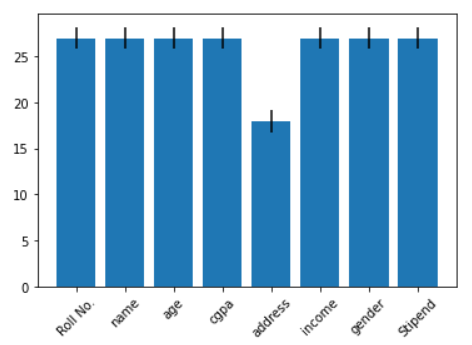 25
20
15
10
5
0
Roll No.
name
age
cgpa
address
income
gender
Stipend